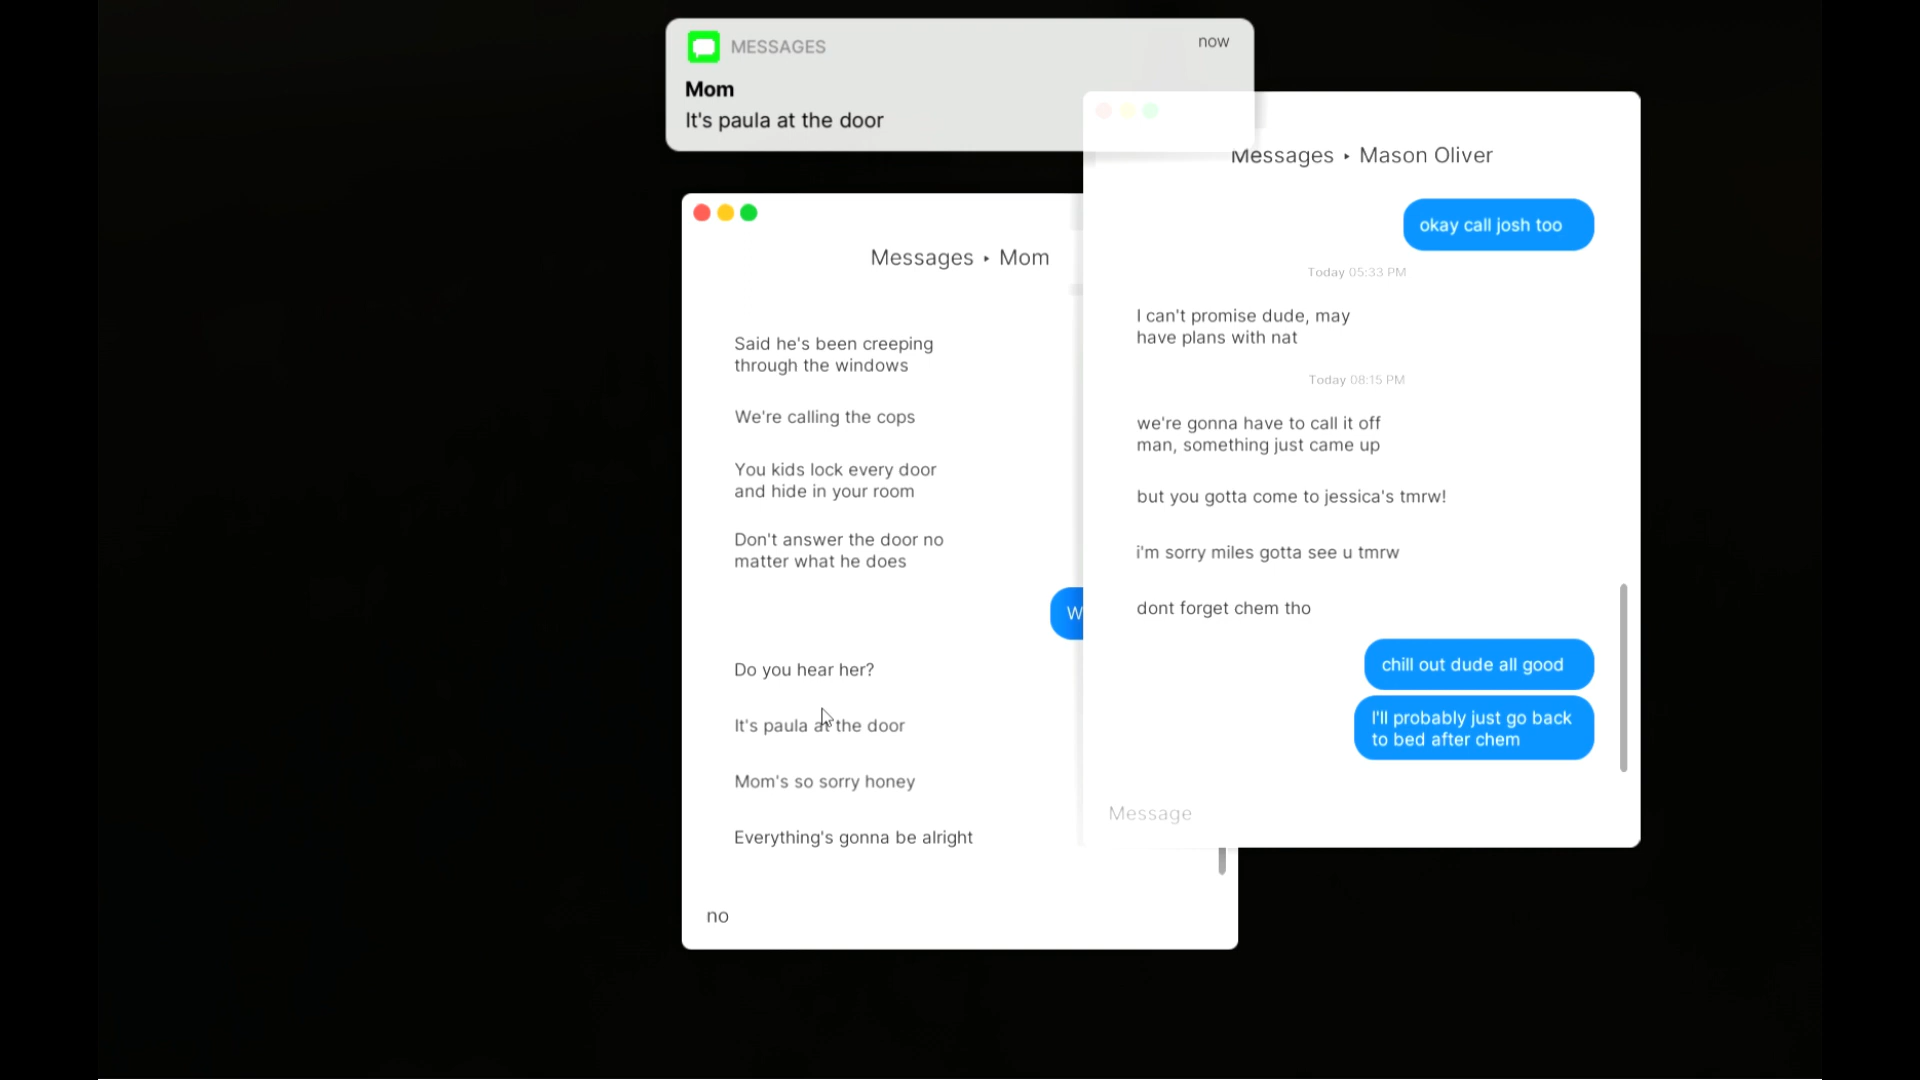 MESSAGES
now
Mom
It's paula at the door
Messages ‣ Mom
Said he's been creeping
through the windows
We're calling the cops
You kids lock every door
and hide in your room
Don't answer the door no
matter what he does
W
Do you hear her?
It's paula at the door
Mom's so sorry honey
Everything's gonna be alright
no
Messages ‣ Mason Oliver
okay call josh too
Today 05:33 PM
I can't promise dude, may
have plans with nat
Today 08:15 PM
we're gonna have to call it off
man, something just came up
but you gotta come to jessica's tmrw!
i'm sorry miles gotta see u tmrw
dont forget chem tho
chill out dude all good
I'll probably just go back
to bed after chem
Message